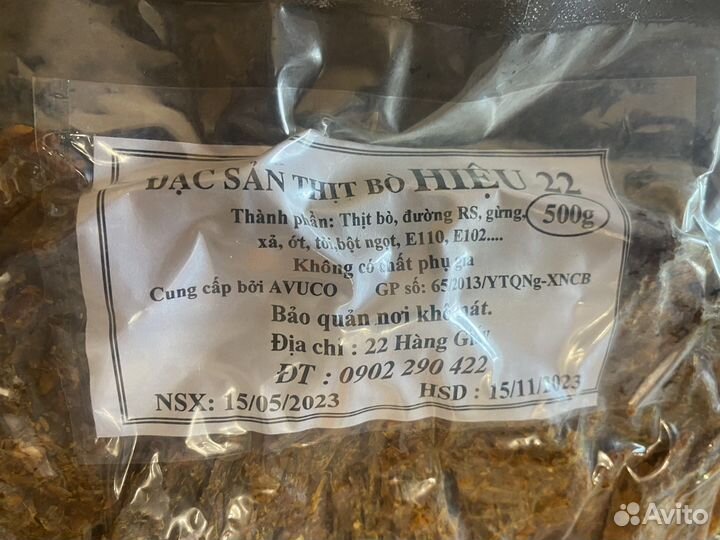 ĐẶC SẢN THỊT BÒ HIỆU 22
Thành phần: Thịt bò, đường RS, gừng, 500g
xả, ớt, tỏi,bột ngọt, E110, E102....
Không có chất phụ gia
Cung cấp bởi AVUCO GP số: 65/2013/YTQNg-XNCB
Bảo quản nơi khô mát.
Địa chỉ : 22 Hàng
ĐT : 0902 290 422
NSX: 15/05/2023 HSD : 15/11/2023
Avito